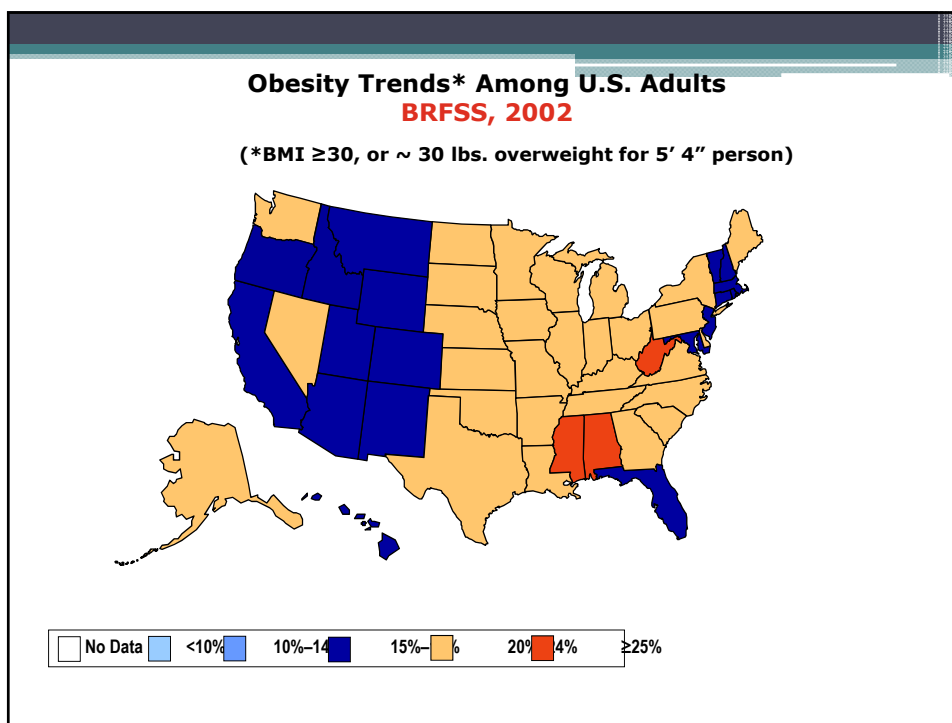 Obesity Trends* Among U.S. Adults
BRFSS, 2002
(*BMI ≥30, or ~ 30 lbs. overweight for 5’ 4” person)
No Data <10% 10%–14 15%– % 20% 24% ≥25%